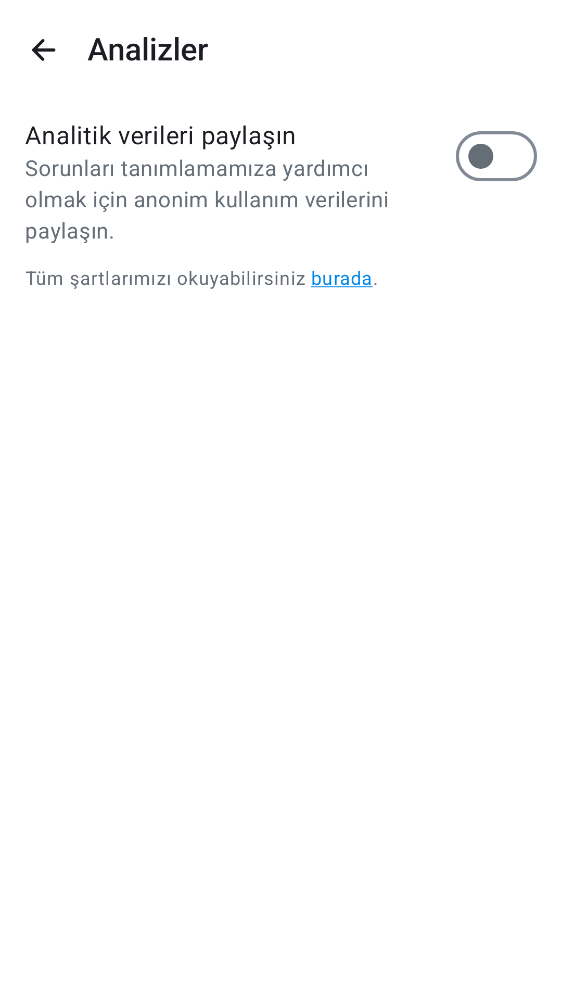 Analizler
Analitik verileri paylaşın
Sorunları tanımlamamıza yardımcı
olmak için anonim kullanım verilerini
paylaşın.
Tüm şartlarımızı okuyabilirsiniz burada.